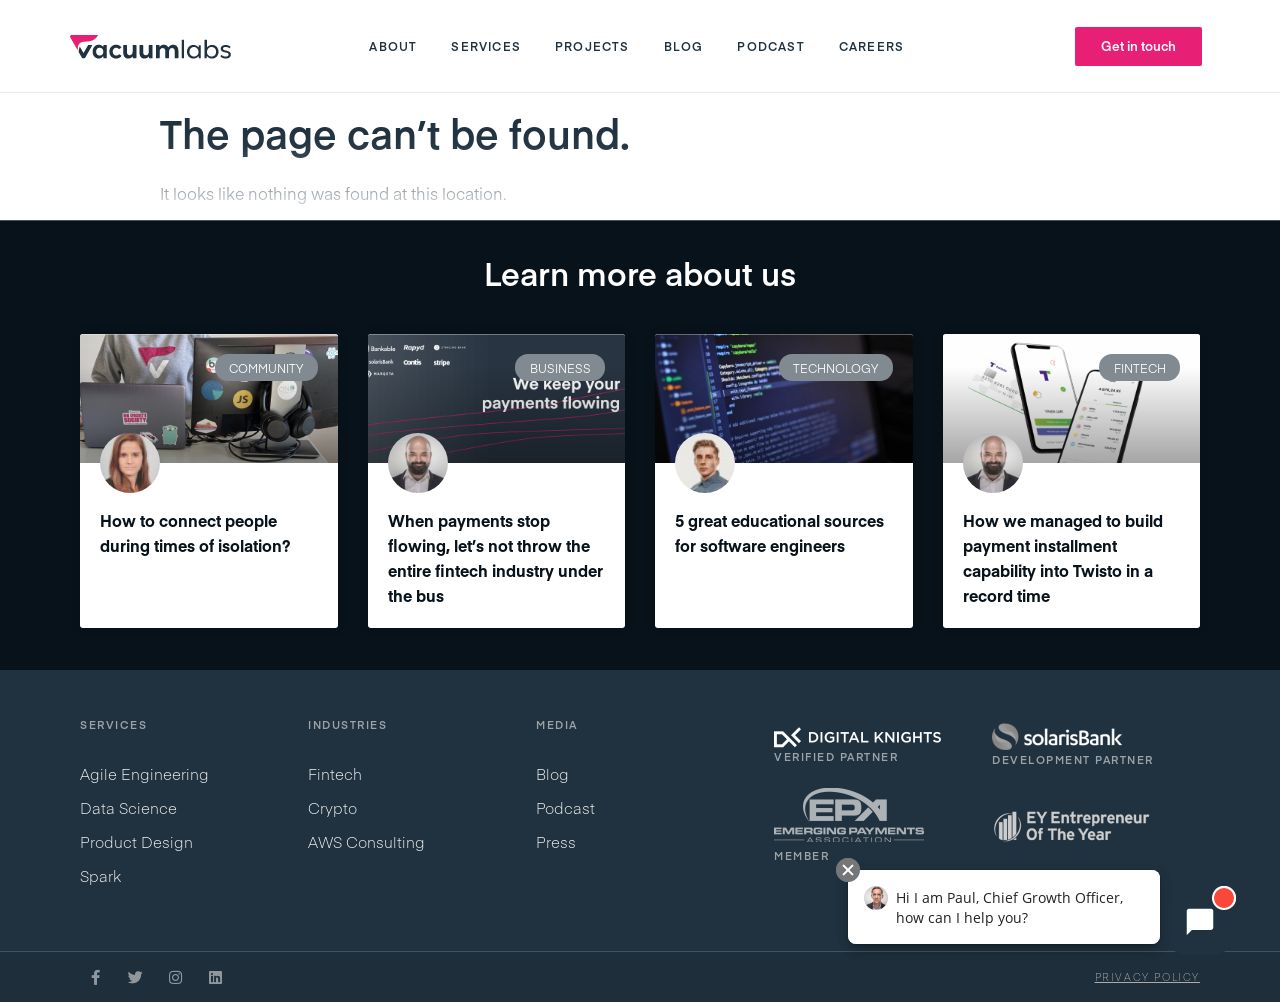 vacuumlabs
ABOUT SERVICES PROJECTS BLOG PODCAST CAREERS
Get in touch
The page can't be found.
It looks like nothing was found at this location.
Learn more about us
COMMUNITY
How to connect people
during times of isolation?
Bankable Rapyd
solarisBank Contis stripe
MARQETA
BUSINESS
We keep your
payments flowing
When payments stop
flowing, let's not throw the
entire fintech industry under
the bus
TECHNOLOGY
5 great educational sources
for software engineers
FINTECH
How we managed to build
payment installment
capability into Twisto in a
record time
SERVICES
Agile Engineering
Data Science
Product Design
Spark
INDUSTRIES
Fintech
Crypto
AWS Consulting
MEDIA
Blog
Podcast
Press
DIGITAL KNIGHTS
VERIFIED PARTNER
solarisBank
DEVELOPMENT PARTNER
EPA
EMERGING PAYMENTS
ASSOCIATION
MEMBER
EY Entrepreneur
Of The Year
Hi I am Paul, Chief Growth Officer,
how can I help you?
PRIVACY POLICY